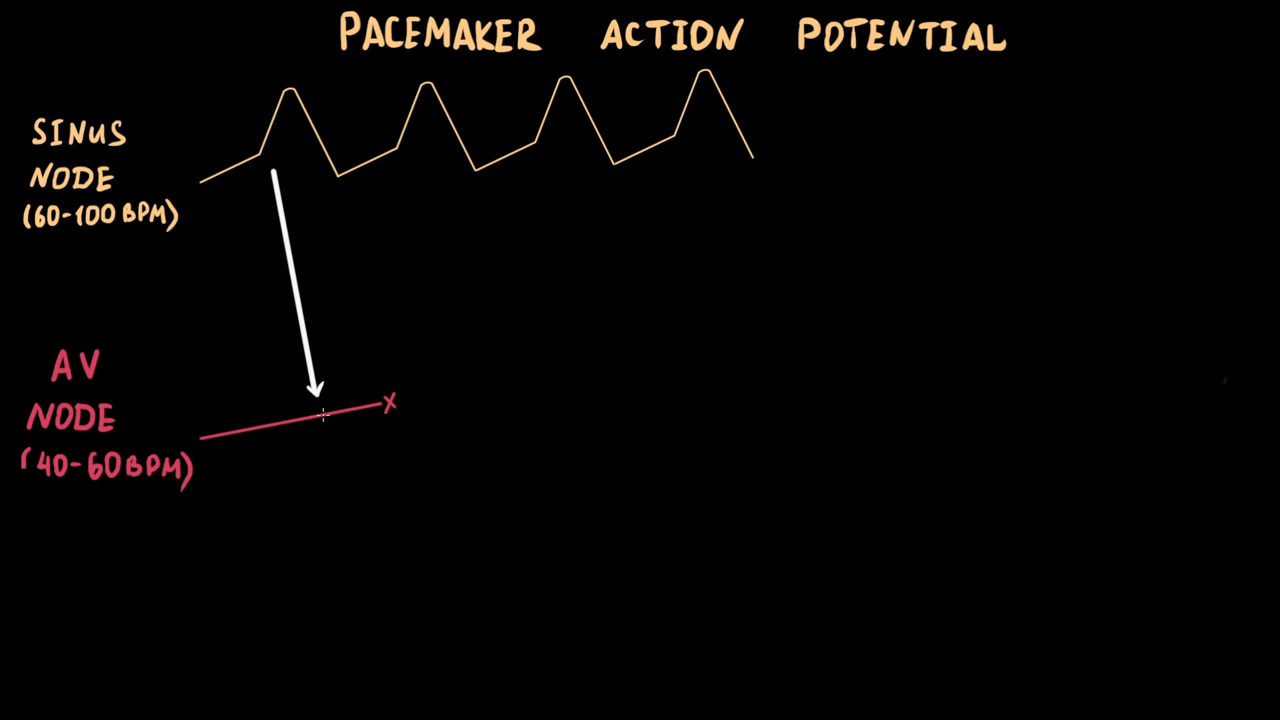 PACEMAKER ACTION POTENTIAL
SINUS
NODE
(60-100 BPM)
AV
NODE
(40-60 BPM)
X